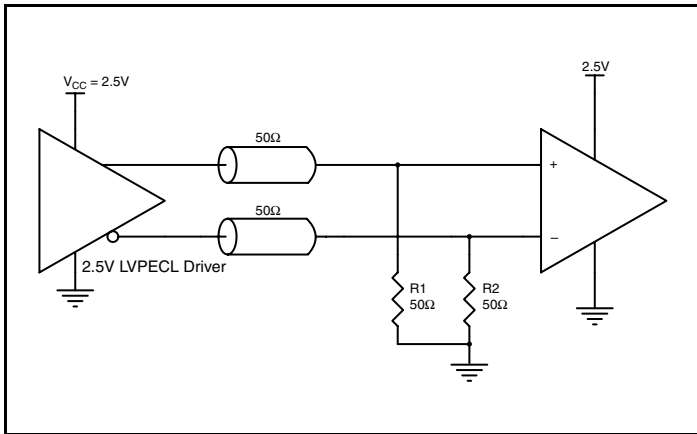 V_CC = 2.5V
2.5V
50Ω
+
50Ω
−
2.5V LVPECL Driver
R1
50Ω
R2
50Ω